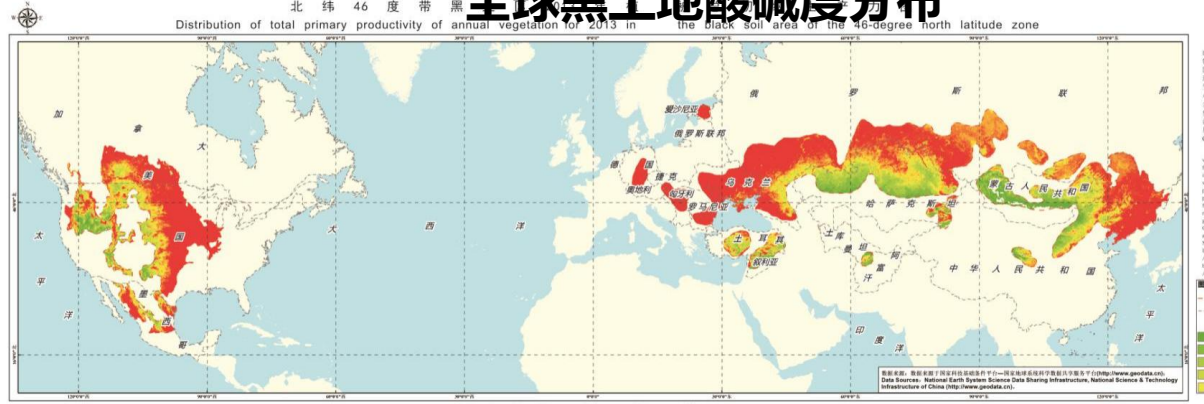 全球黑土地酸碱度分布
北 纬 46 度 带 黑
Distribution of total primary productivity of annual vegetation for 2013 in the black soil area of the 46-degree north latitude zone
加
拿
大
美
国
墨
西
哥
太
平
洋
大
西
洋
爱沙尼亚
俄罗斯联邦
德 国
捷克
奥地利
匈牙利
罗马尼亚
乌 克 兰
俄 罗 斯 联 邦
哈 萨 克 斯 坦
蒙 古 人 民 共 和 国
土 耳 其
叙利亚
土 库 曼 坦
阿 富 汗
中 华 人 民 共 和 国
印 度 洋
太
平
洋
数据来源：数据来源于国家科技基础条件平台—国家地球系统科学数据共享服务平台(http://www.geodata.cn)。
Data Sources: National Earth System Science Data Sharing Infrastructure, National Science & Technology
Infrastructure of China (http://www.geodata.cn).